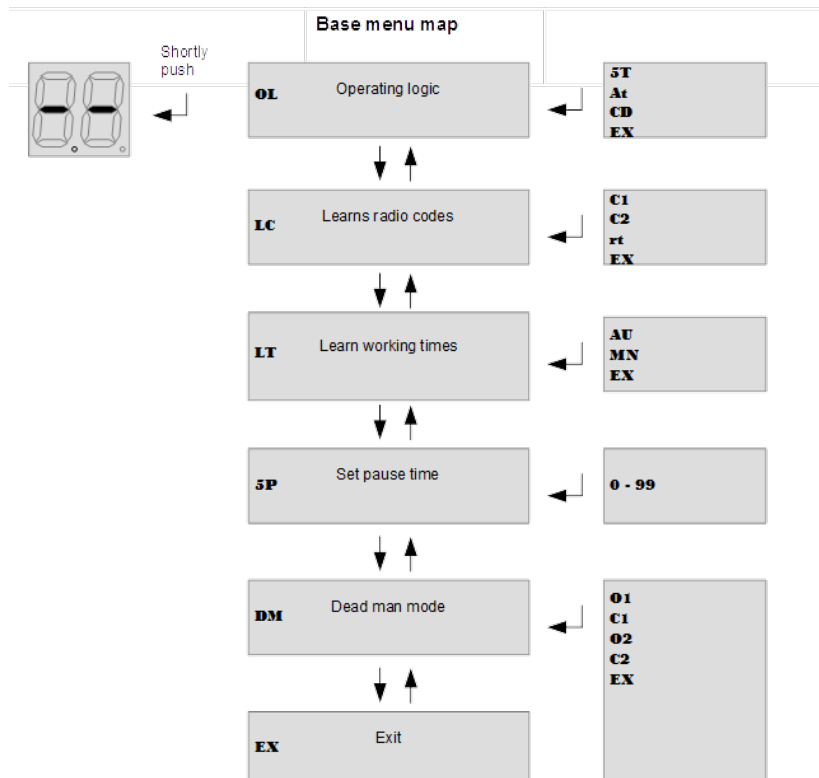 Base menu map
Shortly
push
OL
Operating logic
5T
At
CD
EX
LC
Learns radio codes
C1
C2
rt
EX
LT
Learn working times
AU
MN
EX
5P
Set pause time
0 - 99
DM
Dead man mode
O1
C1
O2
C2
EX
EX
Exit